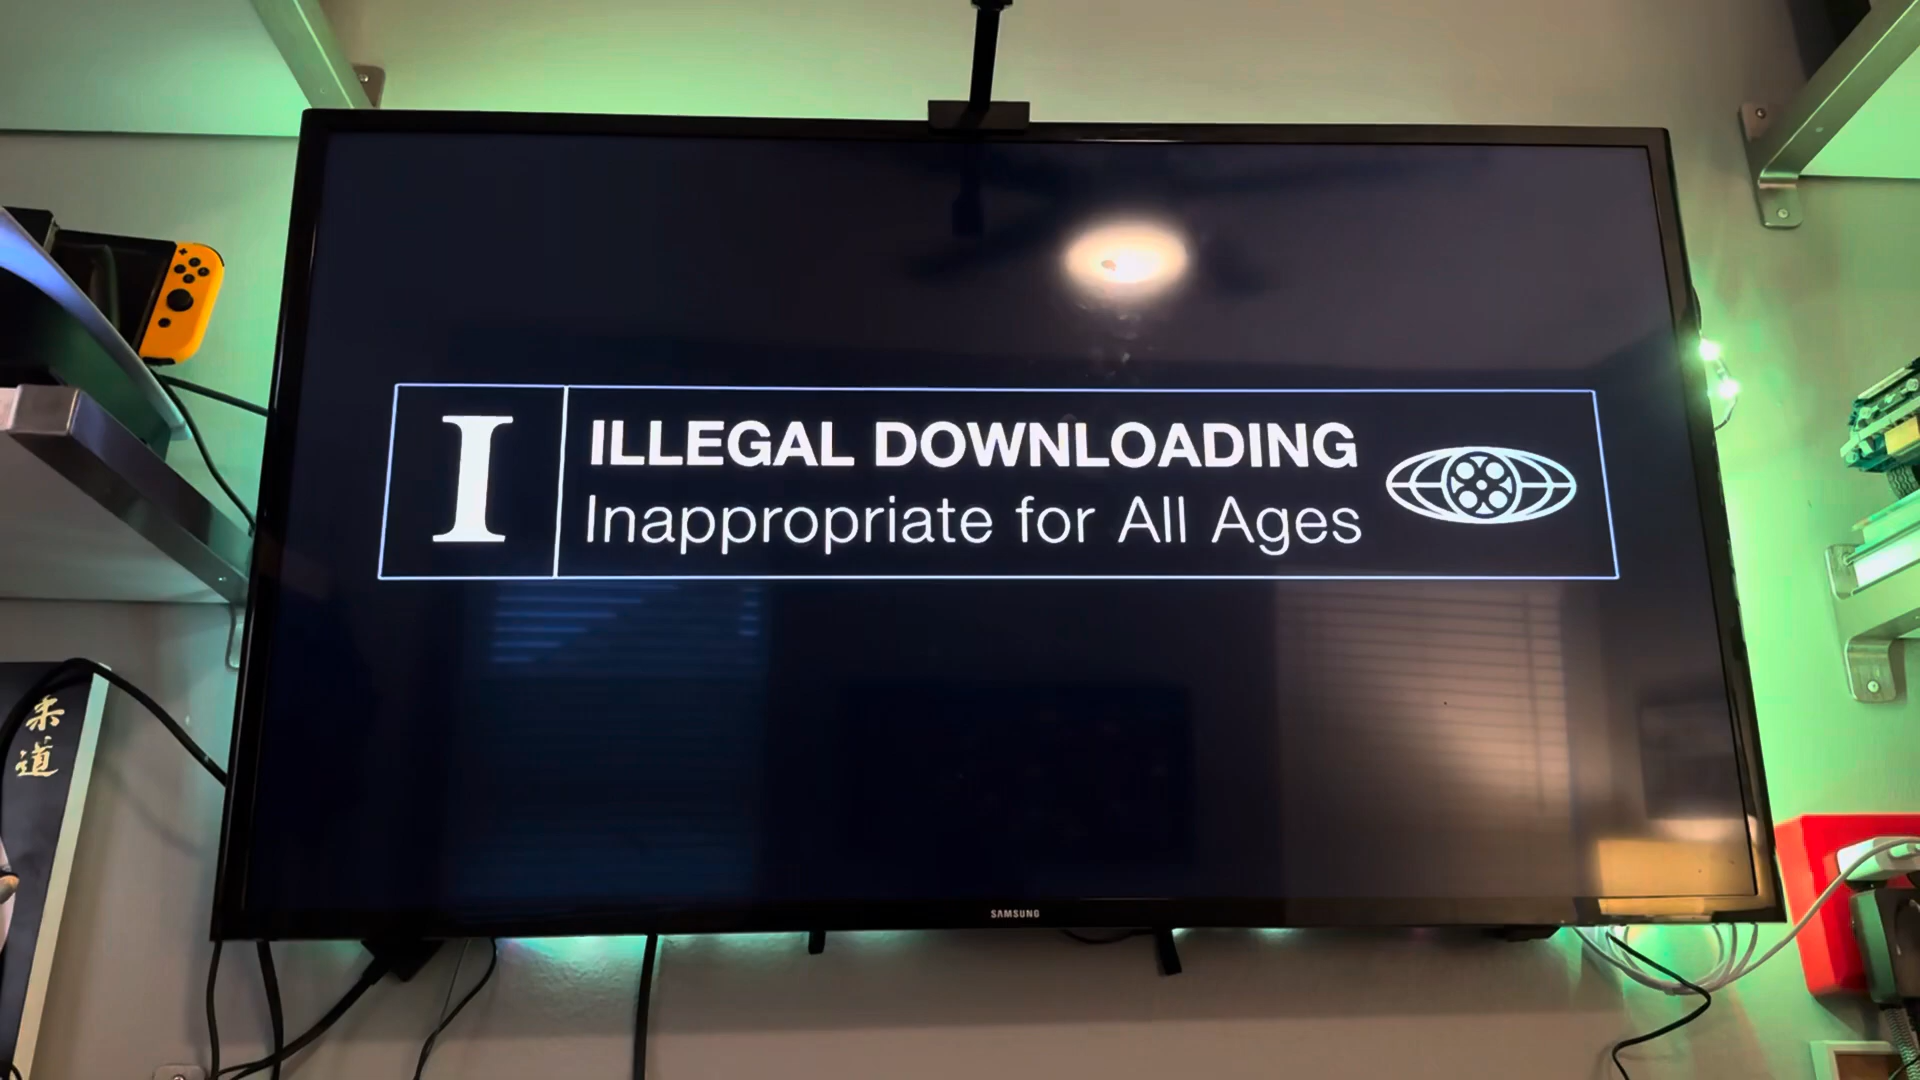 I
ILLEGAL DOWNLOADING
Inappropriate for All Ages
SAMSUNG
柔
道